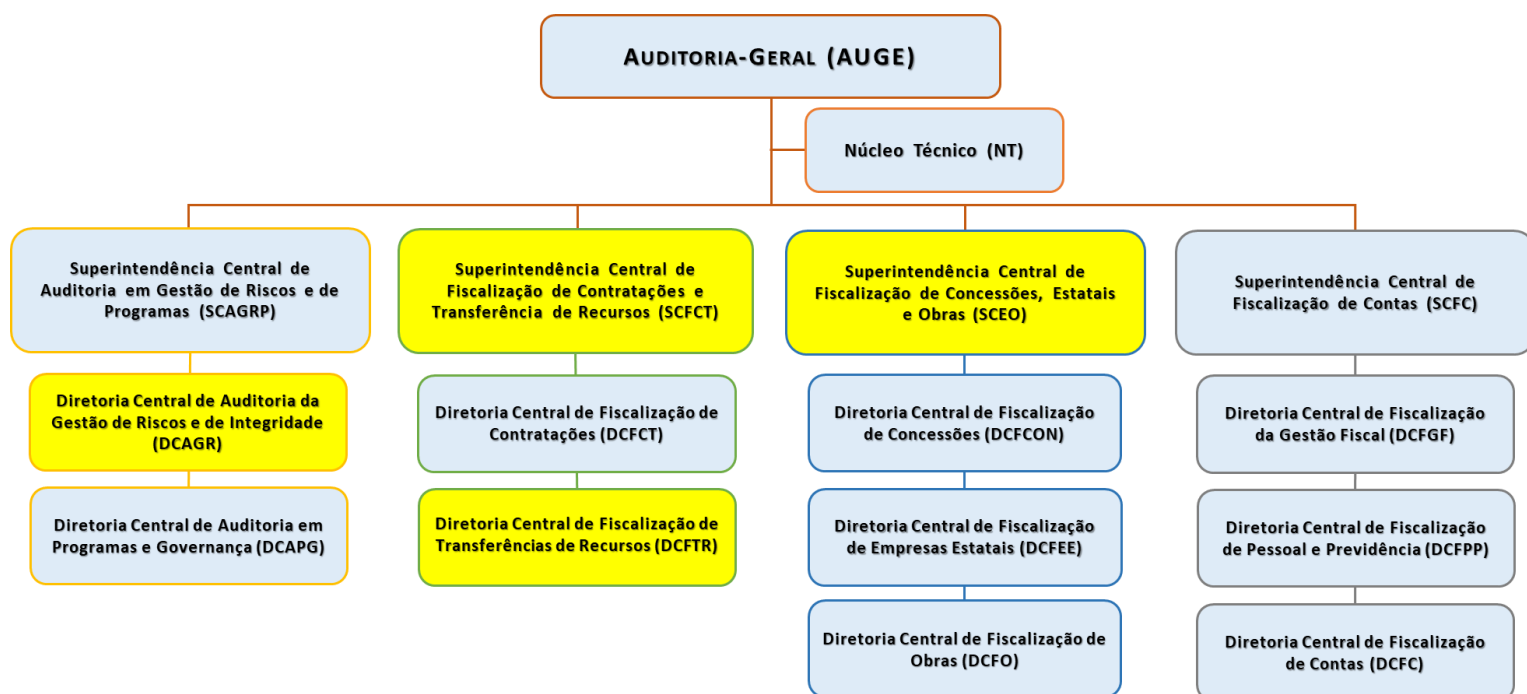 AUDITORIA-GERAL (AUGE)
Núcleo Técnico (NT)
Superintendência Central de
Auditoria em Gestão de Riscos e de
Programas (SCAGRP)
Superintendência Central de
Fiscalização de Contratações e
Transferência de Recursos (SCFCT)
Superintendência Central de
Fiscalização de Concessões, Estatais
e Obras (SCEO)
Superintendência Central de
Fiscalização de Contas (SCFC)
Diretoria Central de Auditoria da
Gestão de Riscos e de Integridade
(DCAGR)
Diretoria Central de Fiscalização de
Contratações (DCFCT)
Diretoria Central de Fiscalização
de Concessões (DCFCON)
Diretoria Central de Fiscalização
da Gestão Fiscal (DCFGF)
Diretoria Central de Auditoria em
Programas e Governança (DCAPG)
Diretoria Central de Fiscalização de
Transferências de Recursos (DCFTR)
Diretoria Central de Fiscalização
de Empresas Estatais (DCFEE)
Diretoria Central de Fiscalização
de Pessoal e Previdência (DCFPP)
Diretoria Central de Fiscalização de
Obras (DCFO)
Diretoria Central de Fiscalização
de Contas (DCFC)